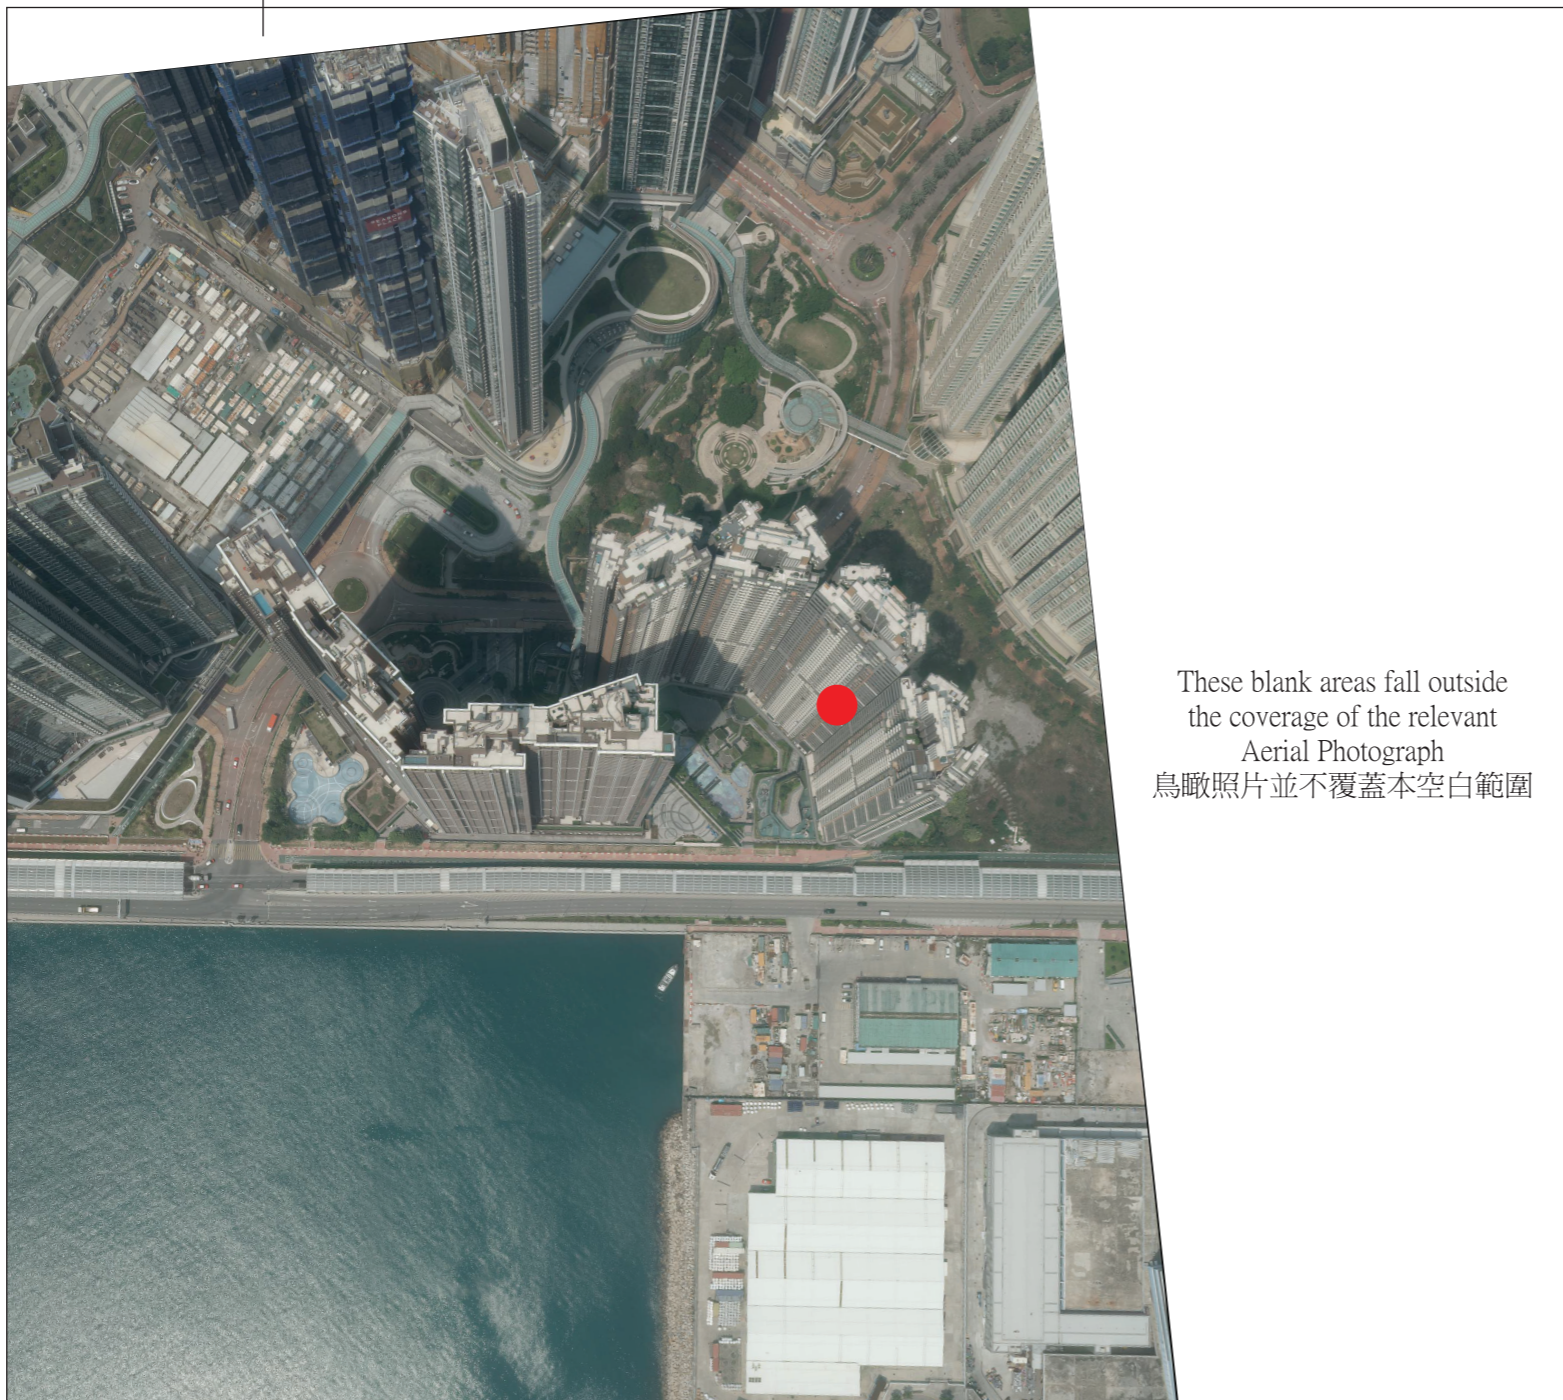 These blank areas fall outside
the coverage of the relevant
Aerial Photograph
鳥瞰照片並不覆蓋本空白範圍